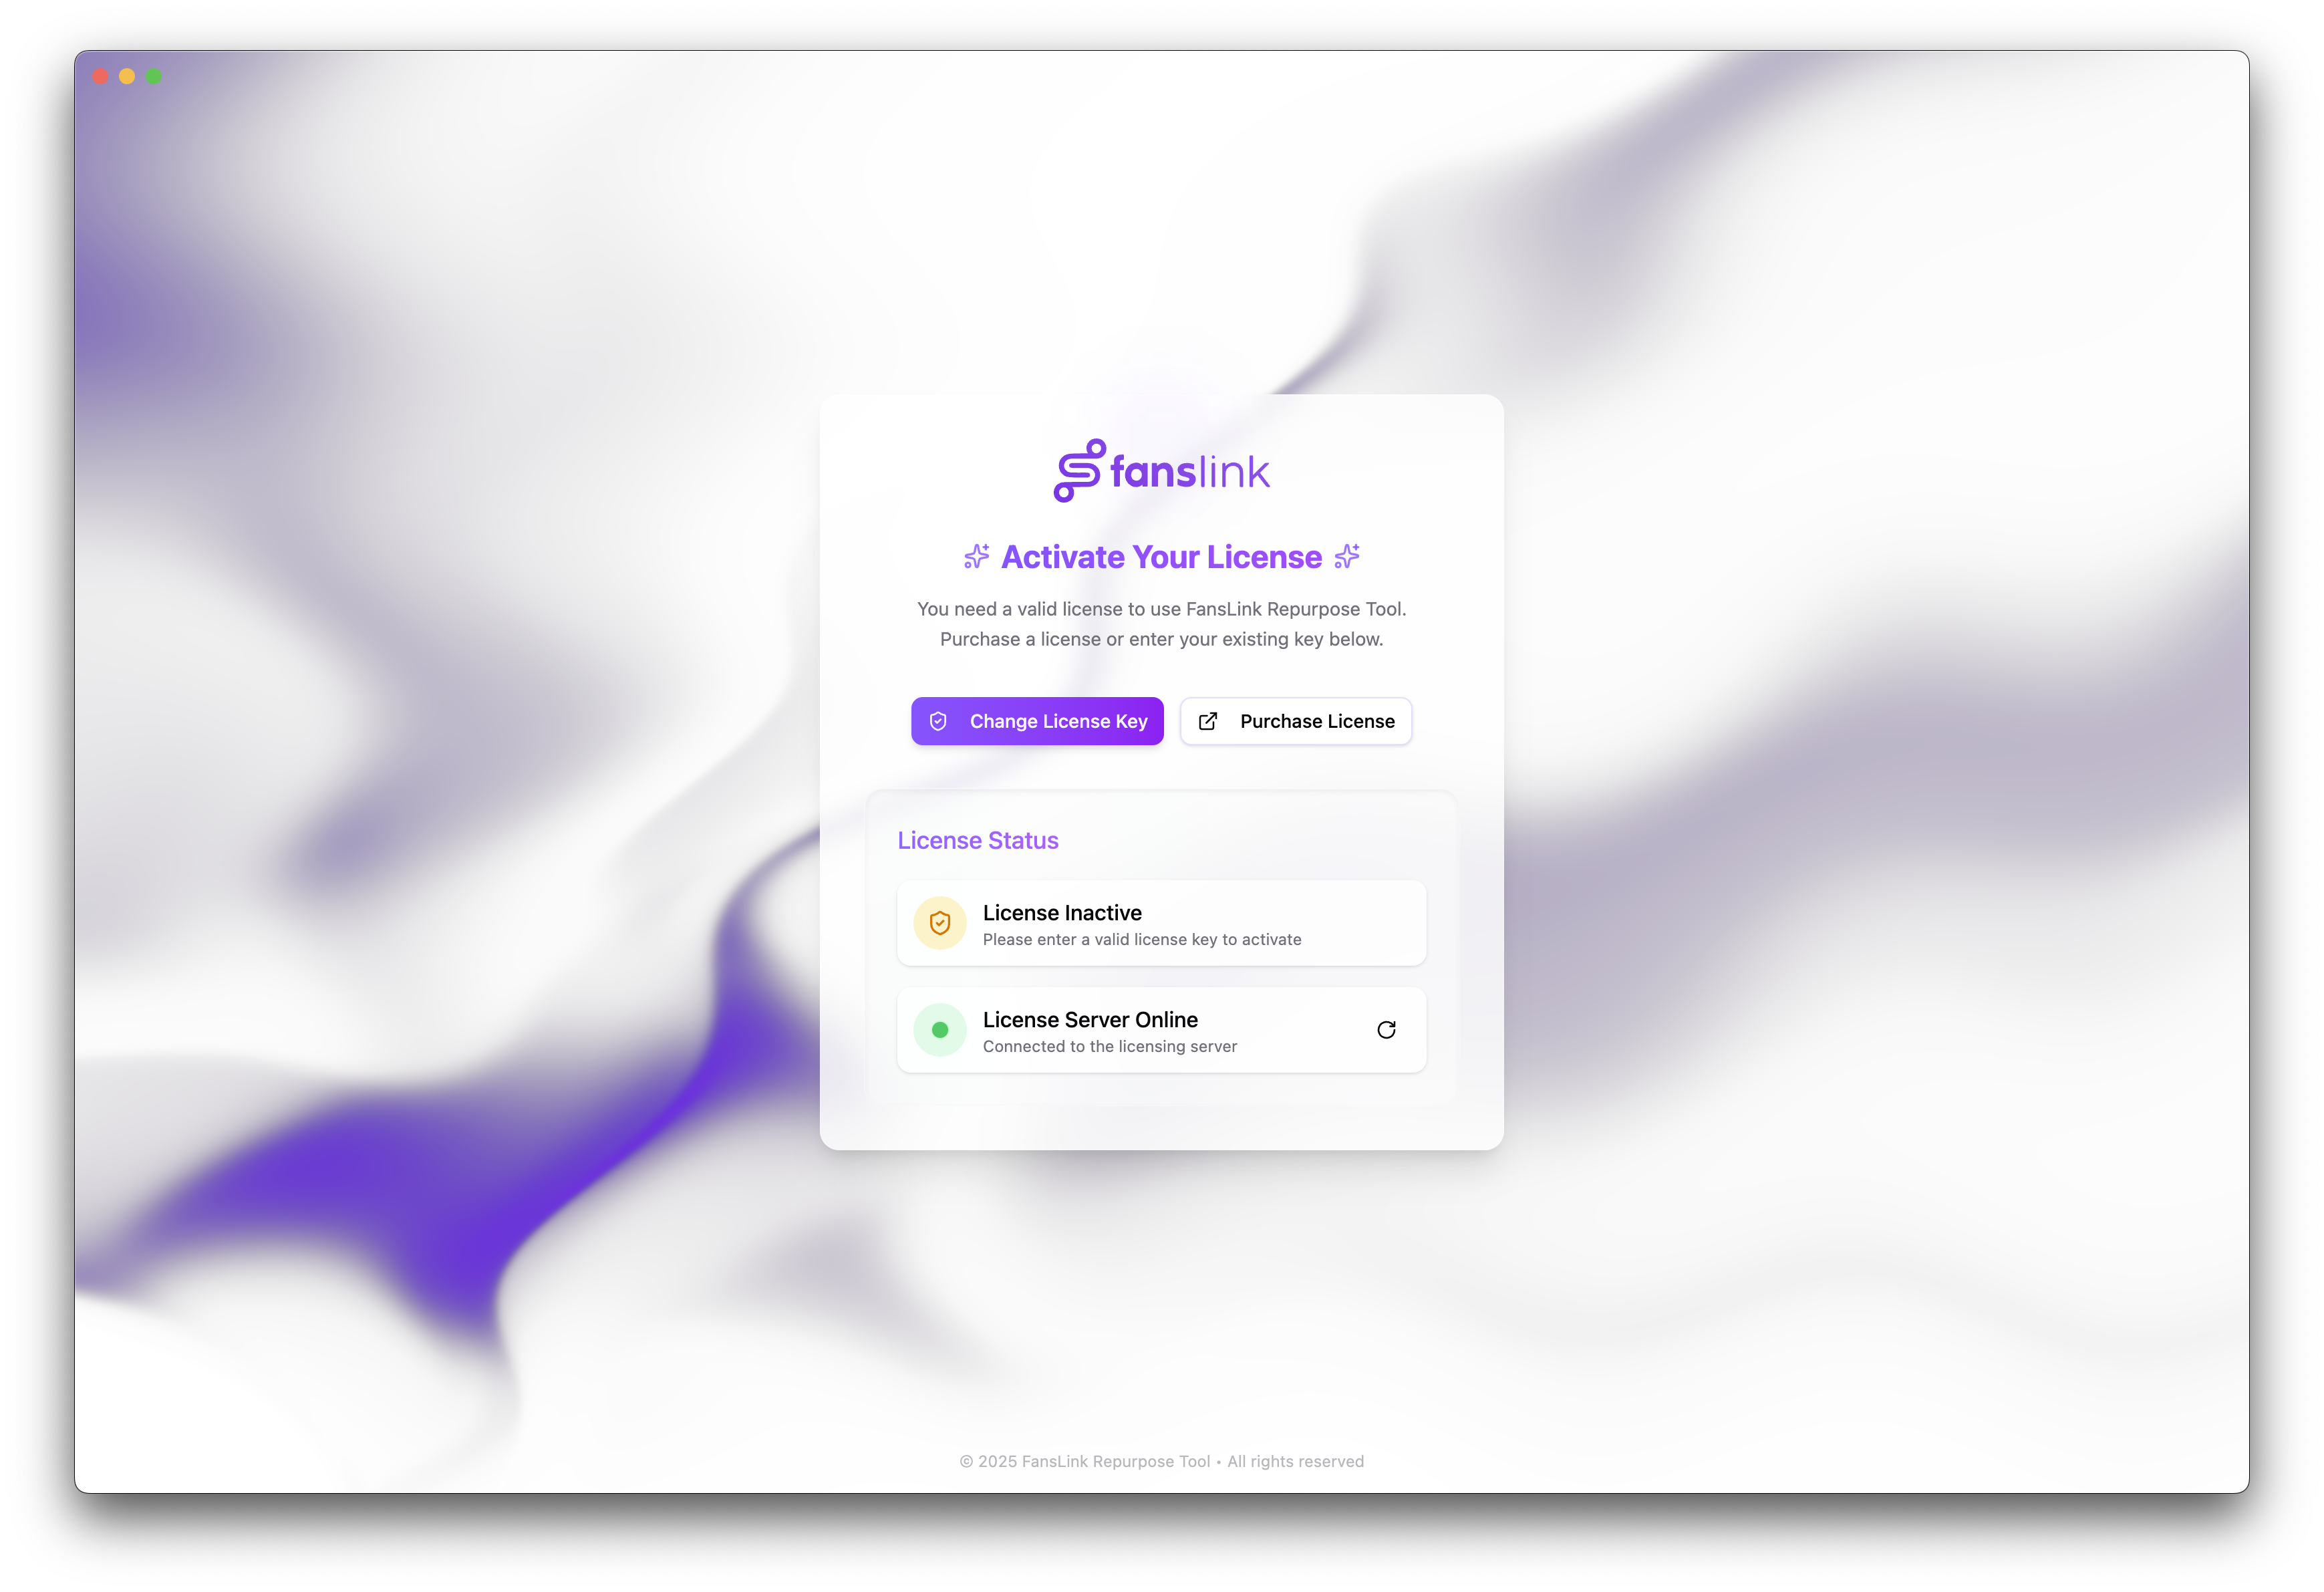 fanslink
Activate Your License
You need a valid license to use FansLink Repurpose Tool.
Purchase a license or enter your existing key below.
Change License Key
Purchase License
License Status
License Inactive
Please enter a valid license key to activate
License Server Online
Connected to the licensing server
© 2025 FansLink Repurpose Tool • All rights reserved